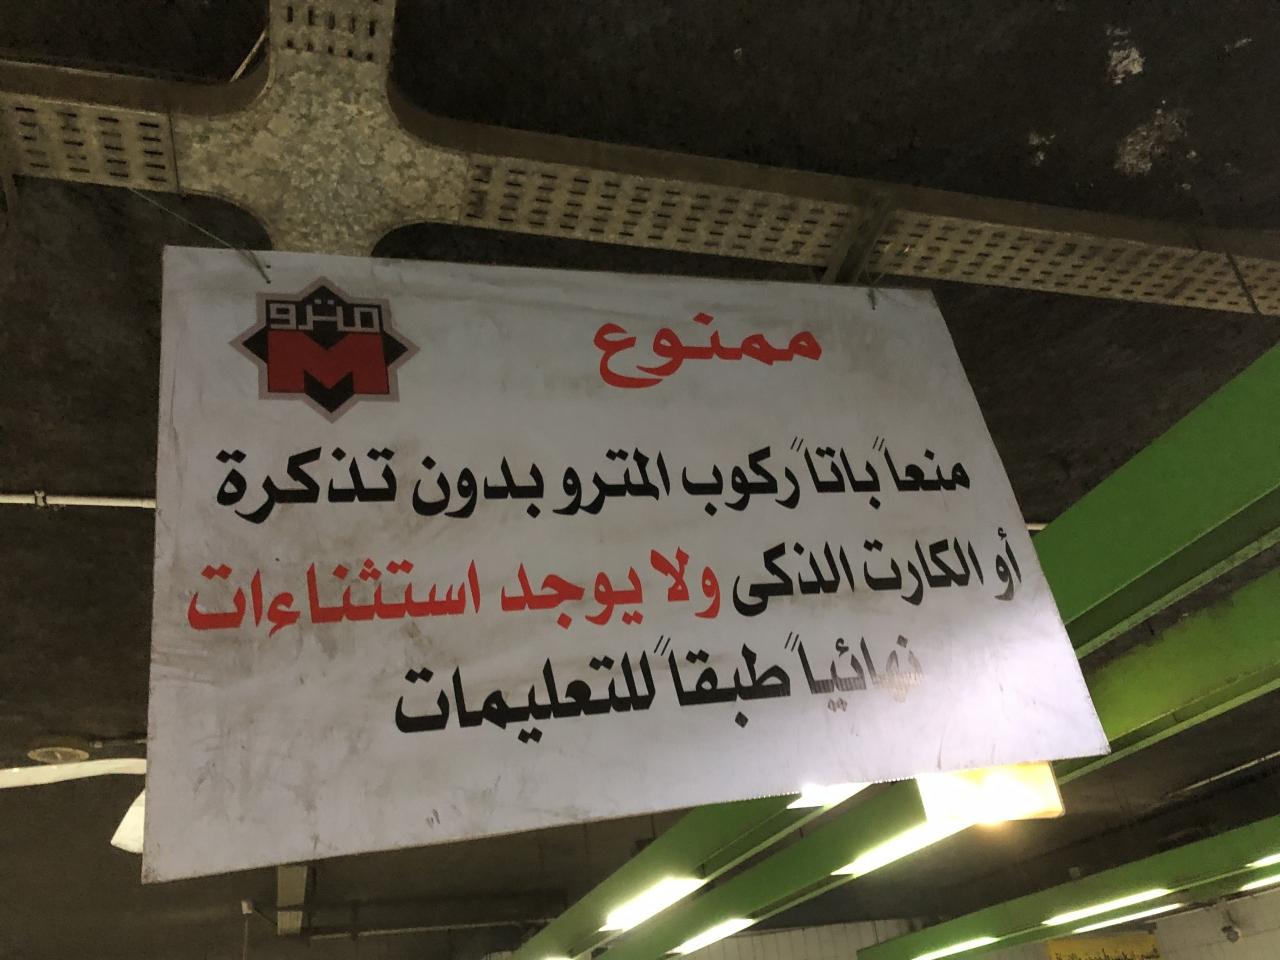 مترو
M
ممنوع
منعاً باتاً ركوب المترو بدون تذكرة
أو الكارت الذكى ولا يوجد استثناءات
نهائياً طبقاً للتعليمات